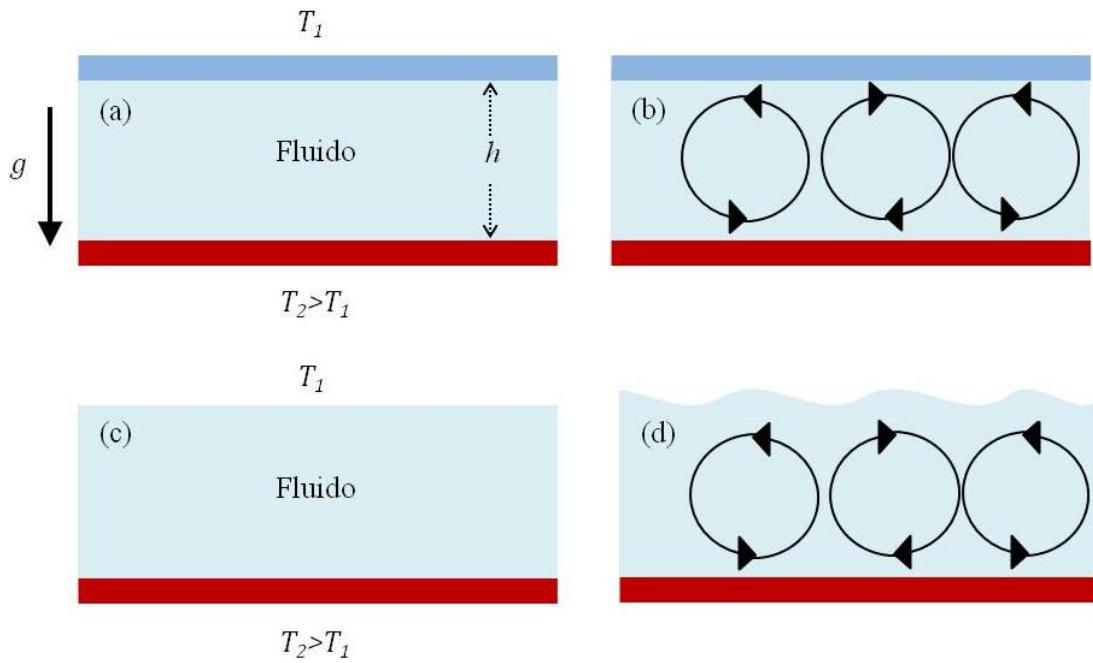 T₁
(a)
(b)
g
Fluido
h
T₂>T₁
T₁
(c)
(d)
Fluido
T₂>T₁